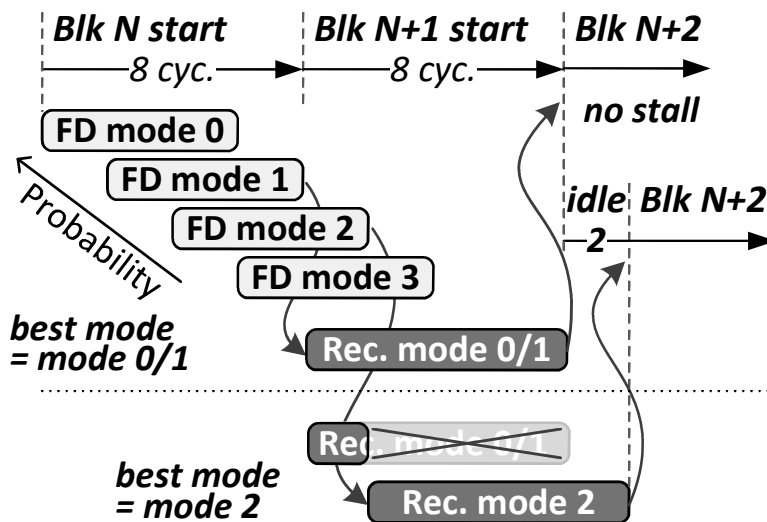 Blk N start
Blk N+1 start
Blk N+2
8 cyc.
8 cyc.
FD mode 0
no stall
FD mode 1
Probability
FD mode 2
idle
Blk N+2
2
FD mode 3
best mode
= mode 0/1
Rec. mode 0/1
Rec. mode 0/1
best mode
= mode 2
Rec. mode 2